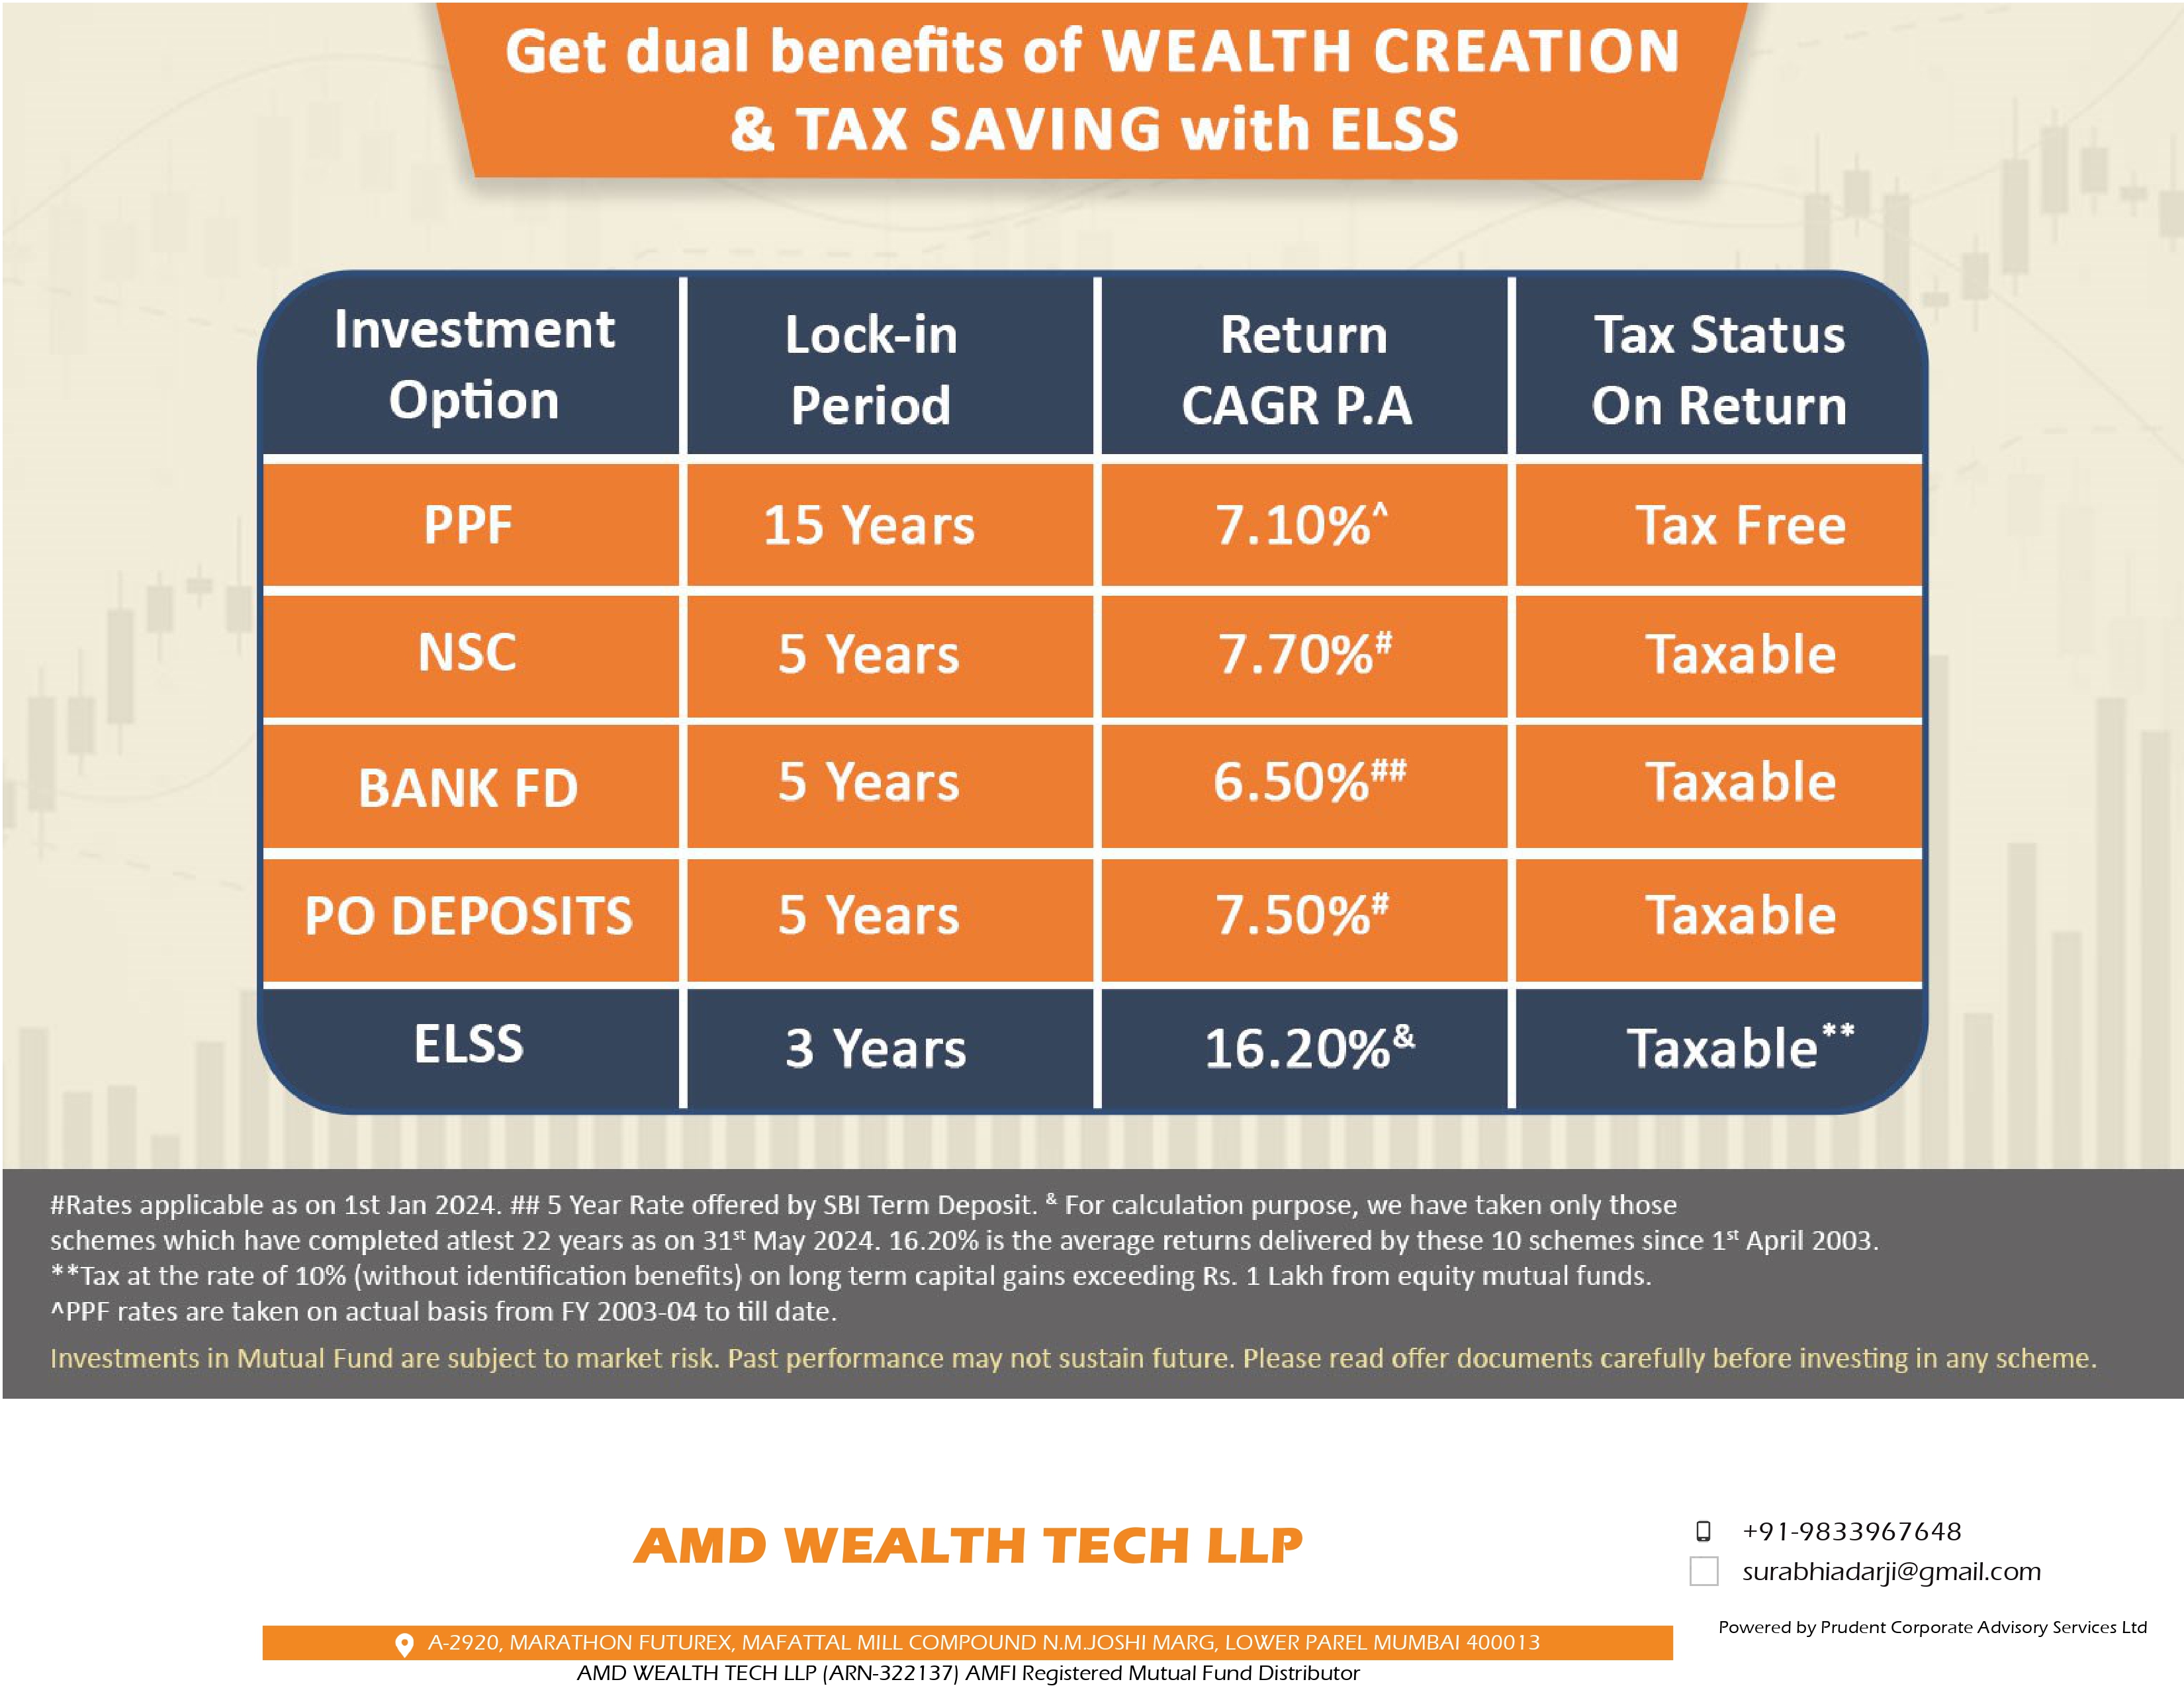 Get dual benefits of WEALTH CREATION
& TAX SAVING with ELSS
Investment Option
Lock-in Period
Return CAGR P.A
Tax Status On Return
PPF 15 Years 7.10%^ Tax Free
NSC 5 Years 7.70%# Taxable
BANK FD 5 Years 6.50%## Taxable
PO DEPOSITS 5 Years 7.50%# Taxable
ELSS 3 Years 16.20%& Taxable**
#Rates applicable as on 1st Jan 2024. ## 5 Year Rate offered by SBI Term Deposit. & For calculation purpose, we have taken only those
schemes which have completed atlest 22 years as on 31st May 2024. 16.20% is the average returns delivered by these 10 schemes since 1st April 2003.
**Tax at the rate of 10% (without identification benefits) on long term capital gains exceeding Rs. 1 Lakh from equity mutual funds.
^PPF rates are taken on actual basis from FY 2003-04 to till date.
Investments in Mutual Fund are subject to market risk. Past performance may not sustain future. Please read offer documents carefully before investing in any scheme.
AMD WEALTH TECH LLP
+91-9833967648
surabhiadarji@gmail.com
Powered by Prudent Corporate Advisory Services Ltd
A-2920, MARATHON FUTUREX, MAFATTAL MILL COMPOUND N.M.JOSHI MARG, LOWER PAREL MUMBAI 400013
AMD WEALTH TECH LLP (ARN-322137) AMFI Registered Mutual Fund Distributor